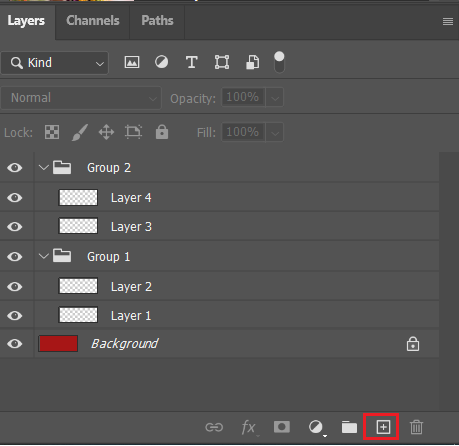 Layers Channels Paths
Kind
Normal Opacity: 100%
Lock: Fill: 100%
Group 2
Layer 4
Layer 3
Group 1
Layer 2
Layer 1
Background
fx